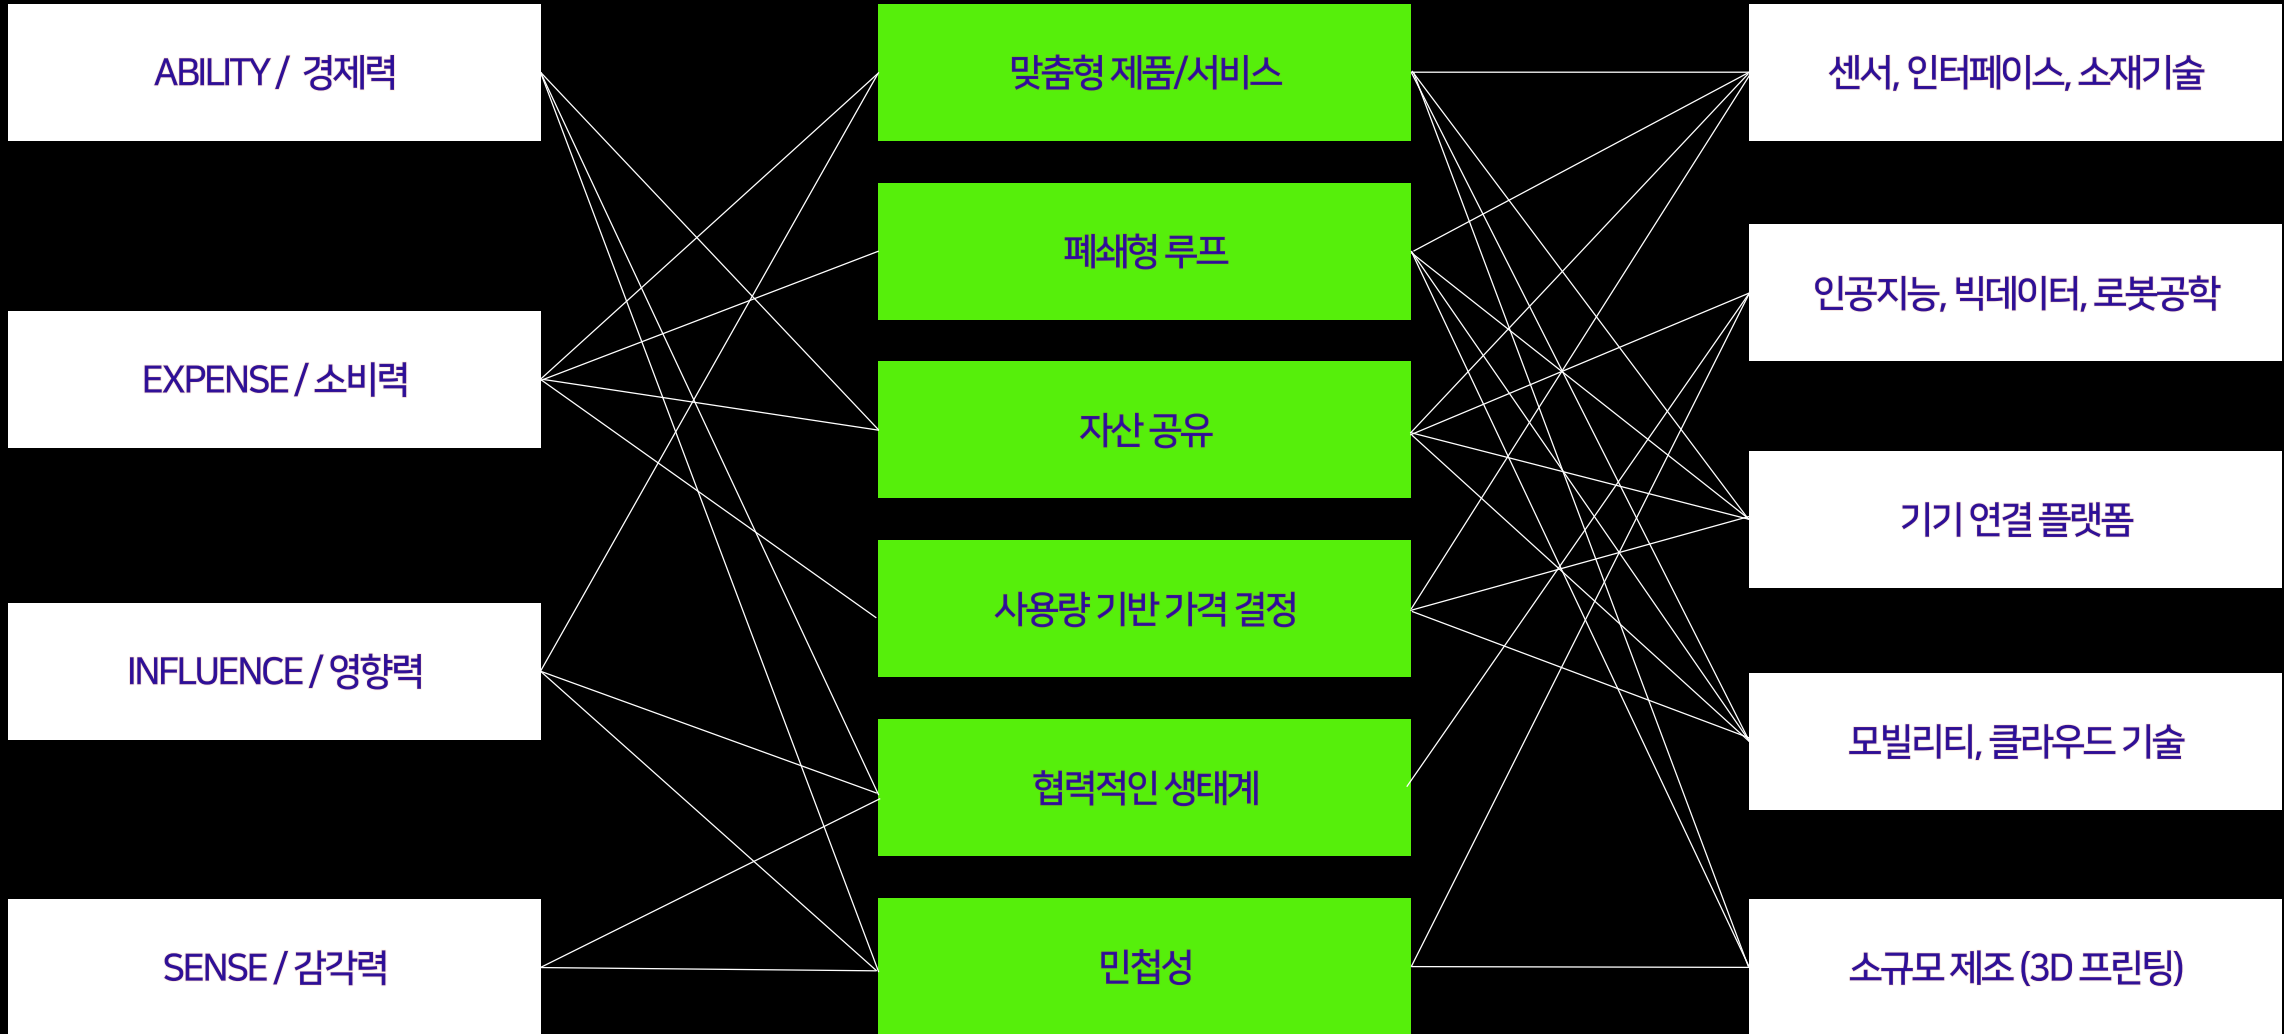 ABILITY / 경제력
EXPENSE / 소비력
INFLUENCE / 영향력
SENSE / 감각력
맞춤형 제품/서비스
폐쇄형 루프
자산 공유
사용량 기반 가격 결정
협력적인 생태계
민첩성
센서, 인터페이스, 소재기술
인공지능, 빅데이터, 로봇공학
기기 연결 플랫폼
모빌리티, 클라우드 기술
소규모 제조 (3D 프린팅)